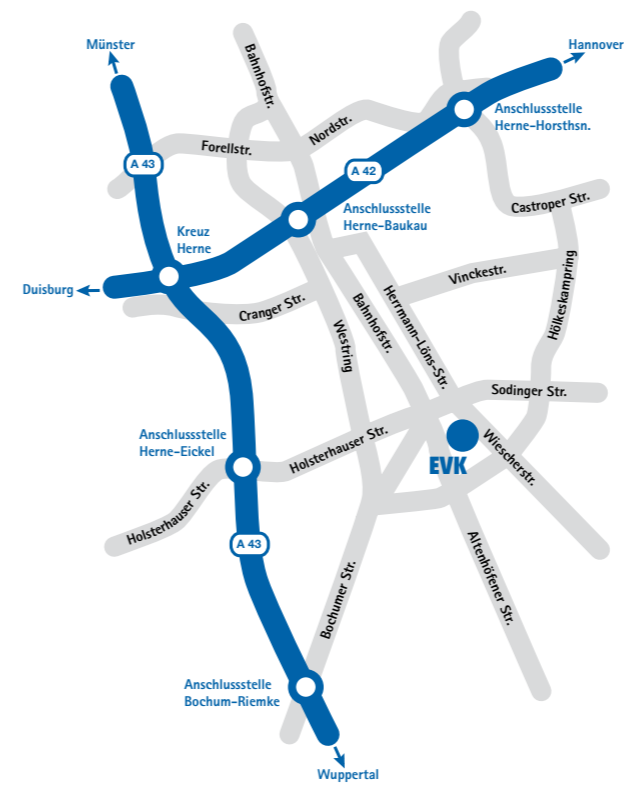 Münster
Hannover
Bahnhofstr.
Anschlussstelle
Herne-Horsthsn.
Nordstr.
Forellstr.
A 43
A 42
Castroper Str.
Anschlussstelle
Herne-Baukau
Kreuz
Herne
Vinckestr.
Hölkeskampring
Duisburg
Cranger Str.
Herrmann-Löns-Str.
Bahnhofstr.
Westring
Sodinger Str.
Anschlussstelle
Herne-Eickel
Holsterhauser Str.
Wiescherstr.
EVK
Holsterhauser Str.
A 43
Altenhöfener Str.
Bochumer Str.
Anschlussstelle
Bochum-Riemke
Wuppertal